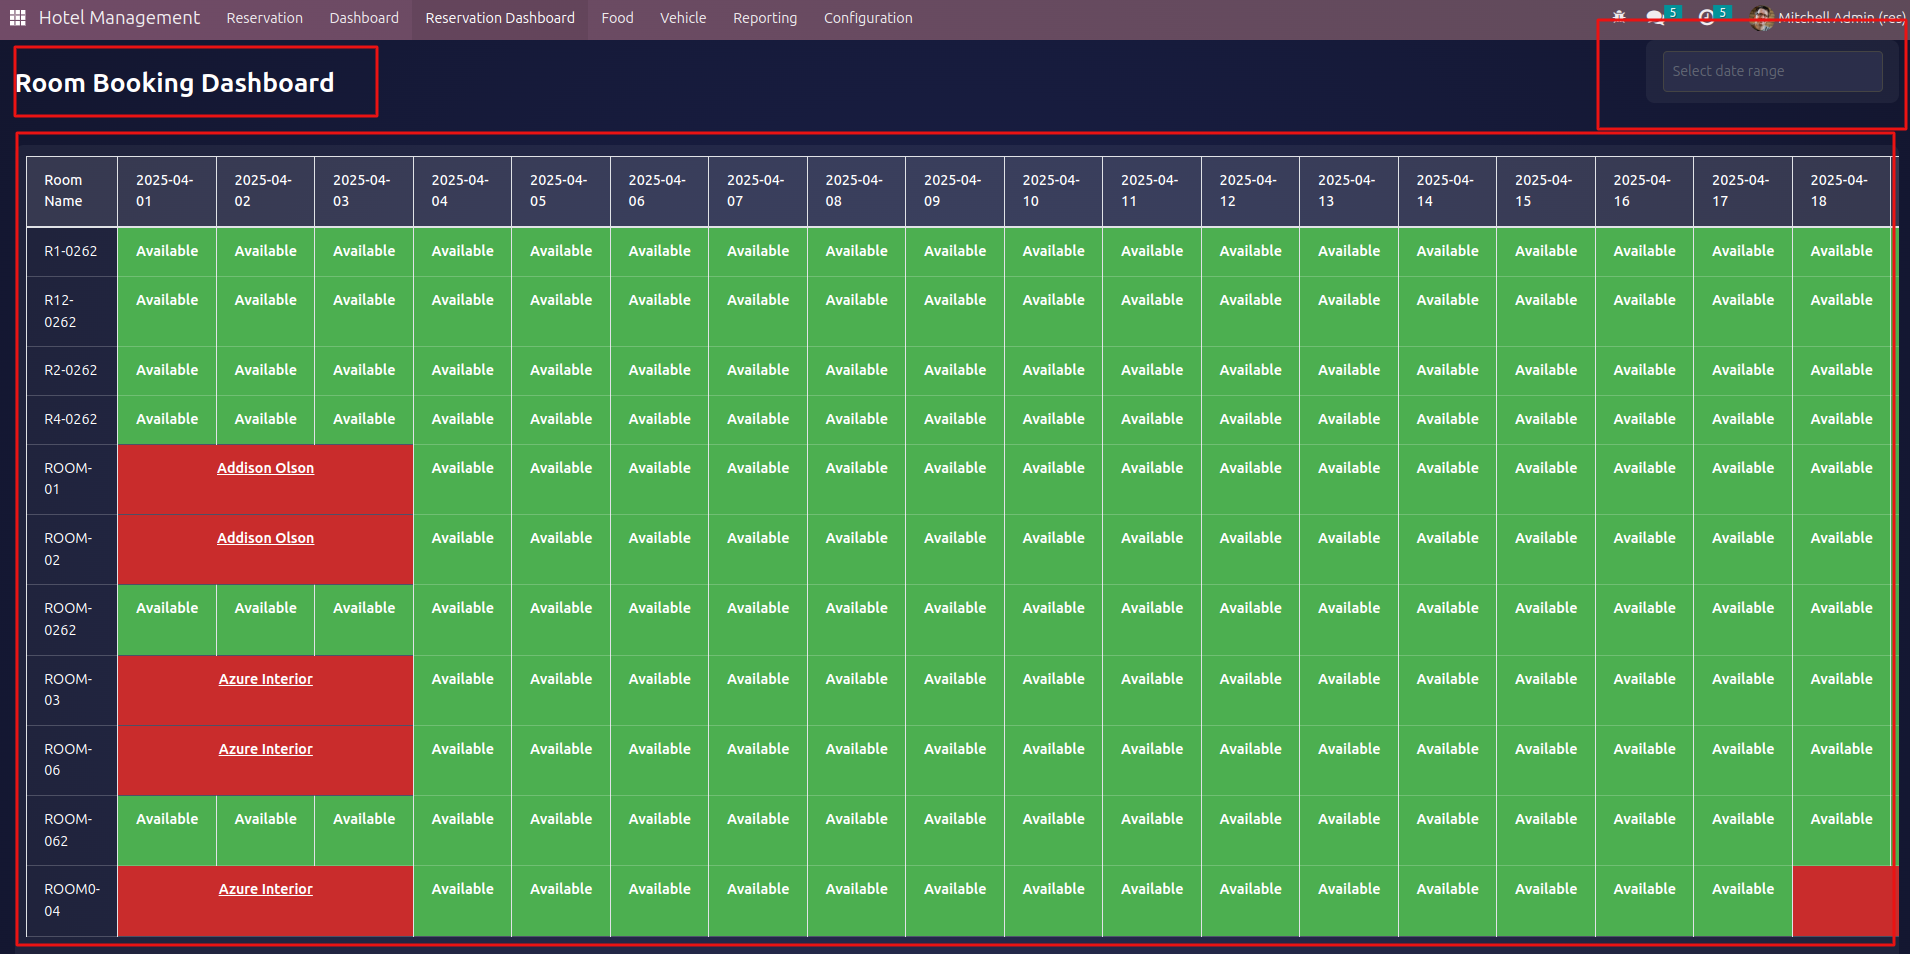 Hotel Management Reservation Dashboard Reservation Dashboard Food Vehicle Reporting Configuration 5 5 Mitchell Admin (res)
Room Booking Dashboard
Select date range
Room Name 2025-04-01 2025-04-02 2025-04-03 2025-04-04 2025-04-05 2025-04-06 2025-04-07 2025-04-08 2025-04-09 2025-04-10 2025-04-11 2025-04-12 2025-04-13 2025-04-14 2025-04-15 2025-04-16 2025-04-17 2025-04-18
R1-0262 Available Available Available Available Available Available Available Available Available Available Available Available Available Available Available Available Available Available
R12-0262 Available Available Available Available Available Available Available Available Available Available Available Available Available Available Available Available Available Available
R2-0262 Available Available Available Available Available Available Available Available Available Available Available Available Available Available Available Available Available Available
R4-0262 Available Available Available Available Available Available Available Available Available Available Available Available Available Available Available Available Available Available
ROOM-01 Addison Olson Available Available Available Available Available Available Available Available Available Available Available Available Available Available Available
ROOM-02 Addison Olson Available Available Available Available Available Available Available Available Available Available Available Available Available Available Available
ROOM-0262 Available Available Available Available Available Available Available Available Available Available Available Available Available Available Available Available Available Available
ROOM-03 Azure Interior Available Available Available Available Available Available Available Available Available Available Available Available Available Available Available
ROOM-06 Azure Interior Available Available Available Available Available Available Available Available Available Available Available Available Available Available Available
ROOM-062 Available Available Available Available Available Available Available Available Available Available Available Available Available Available Available Available Available Available
ROOM0-04 Azure Interior Available Available Available Available Available Available Available Available Available Available Available Available Available Available